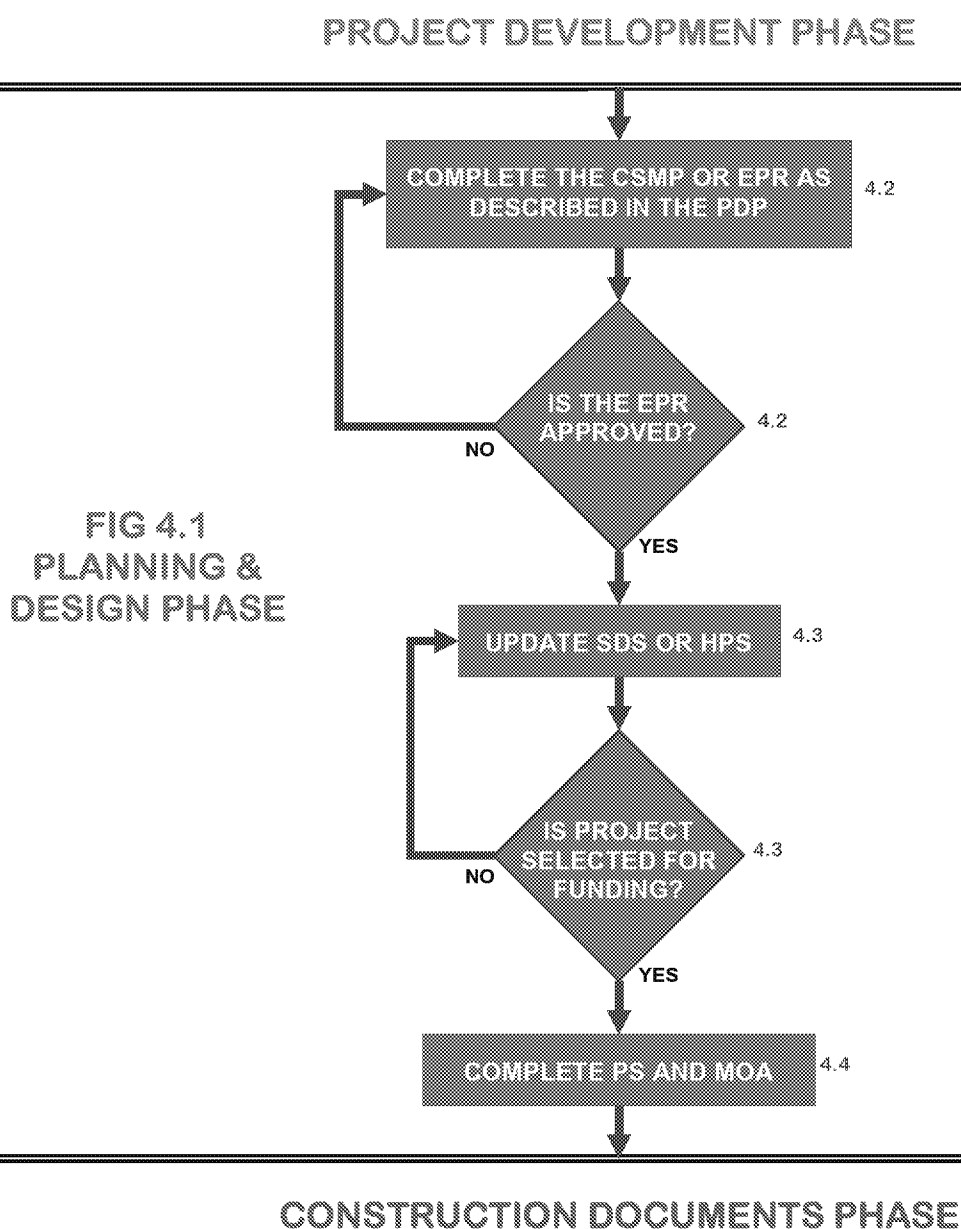 PROJECT DEVELOPMENT PHASE
COMPLETE THE CSMP OR EPR AS
DESCRIBED IN THE PDP
4.2
IS THE EPR
APPROVED?
4.2
NO
YES
FIG 4.1
PLANNING &
DESIGN PHASE
UPDATE SDS OR HPS
4.3
IS PROJECT
SELECTED FOR
FUNDING?
4.3
NO
YES
COMPLETE PS AND MOA
4.4
CONSTRUCTION DOCUMENTS PHASE